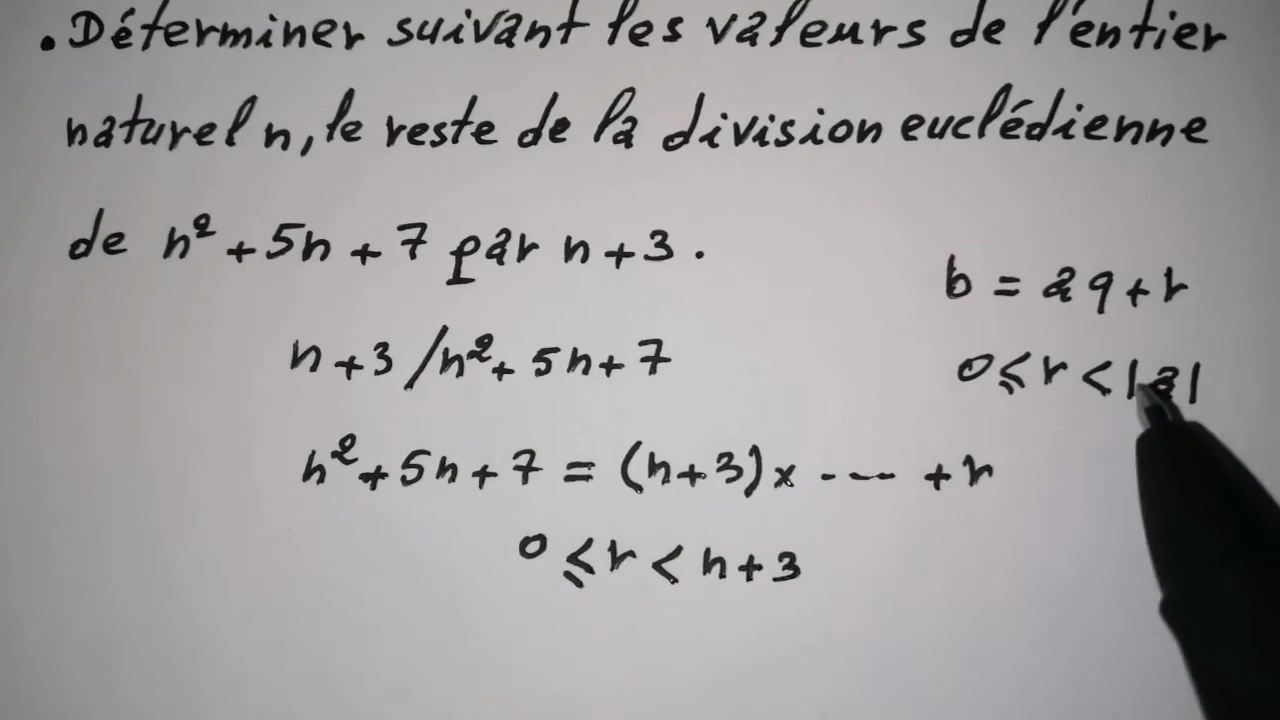 . Déterminer suivant les valeurs de l'entier
naturel n, le reste de la division euclédienne
de n² + 5n + 7 par n + 3 .
b = aq + r
n + 3 / n² + 5n + 7
0 ⩽ r < |a|
n² + 5n + 7 = (n+3) × ---- + r
0 ⩽ r < n + 3